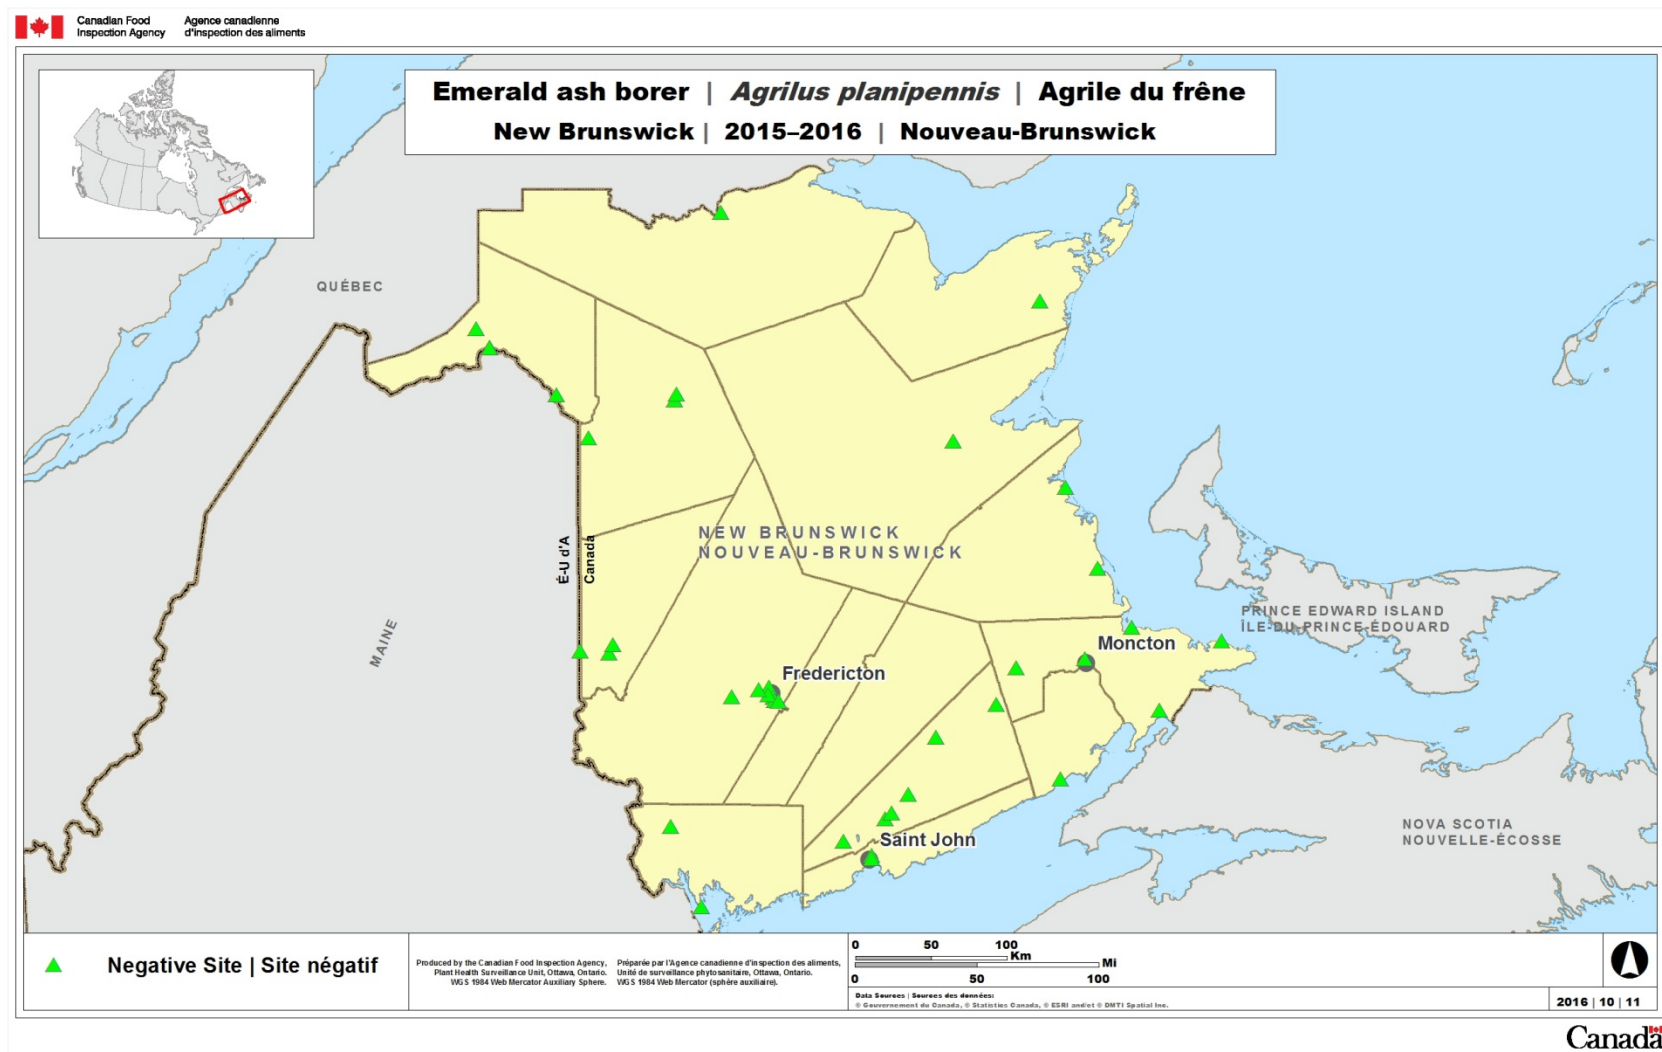 Canadian Food
Inspection Agency
Agence canadienne
d'inspection des aliments
Emerald ash borer | Agrilus planipennis | Agrile du frêne
New Brunswick | 2015–2016 | Nouveau-Brunswick
QUÉBEC
NEW BRUNSWICK
NOUVEAU-BRUNSWICK
É-U d'A
Canada
MAINE
PRINCE EDWARD ISLAND
ÎLE-DU-PRINCE-ÉDOUARD
Moncton
Fredericton
Saint John
NOVA SCOTIA
NOUVELLE-ÉCOSSE
Negative Site | Site négatif
Produced by the Canadian Food Inspection Agency,
Plant Health Surveillance Unit, Ottawa, Ontario.
WGS 1984 Web Mercator Auxiliary Sphere.
Préparée par l'Agence canadienne d'inspection des aliments,
Unité de surveillance phytosanitaire, Ottawa, Ontario.
WGS 1984 Web Mercator (sphère auxiliaire).
0 50 100
Km
Mi
0 50 100
Data Sources | Sources des données:
© Gouvernement du Canada, © Statistics Canada, © ESRI and/et © DMTI Spatial Inc.
2016 | 10 | 11
Canada